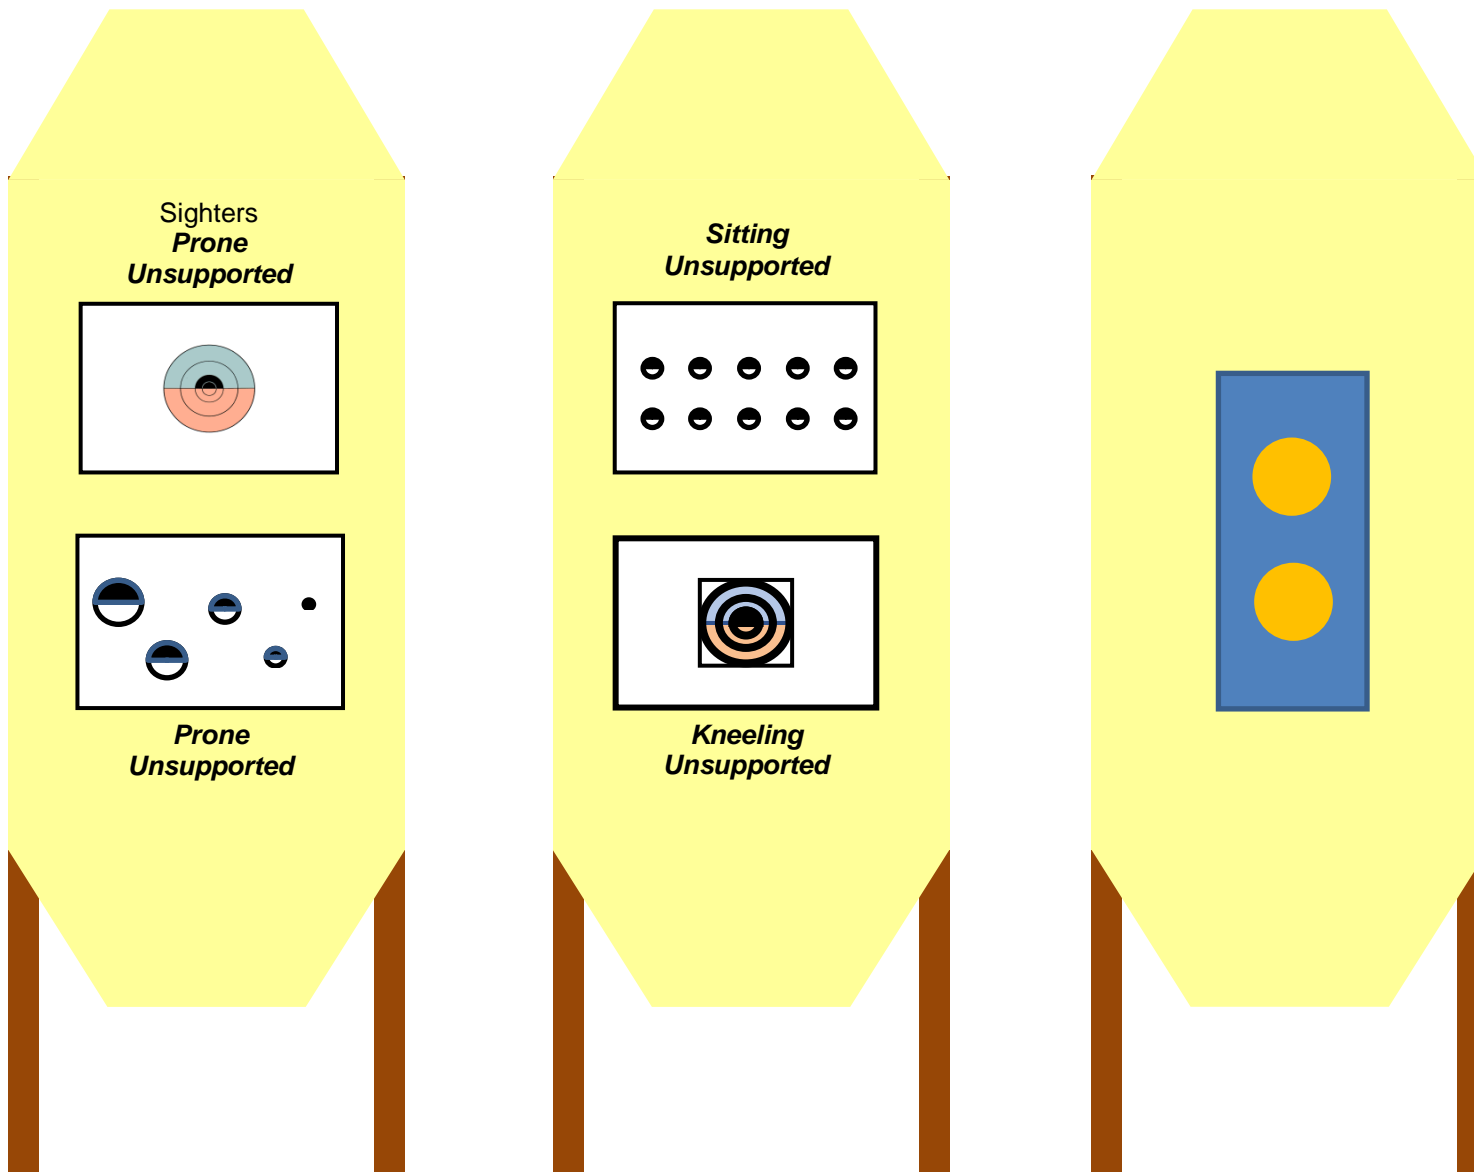 Sighters
Prone
Unsupported
Prone
Unsupported
Sitting
Unsupported
Kneeling
Unsupported